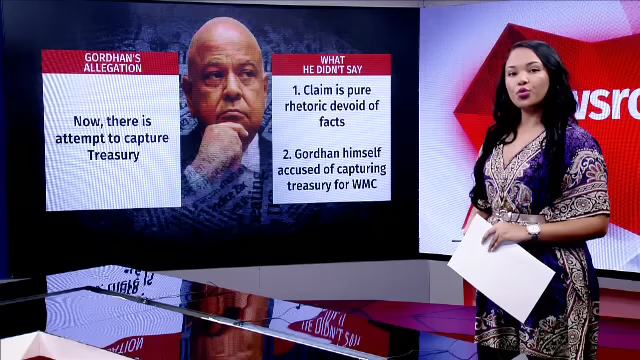 GORDHAN'S
ALLEGATION
Now, there is
attempt to capture
Treasury
WHAT
HE DIDN'T SAY
1. Claim is pure
rhetoric devoid of
facts
2. Gordhan himself
accused of capturing
treasury for WMC
wsro